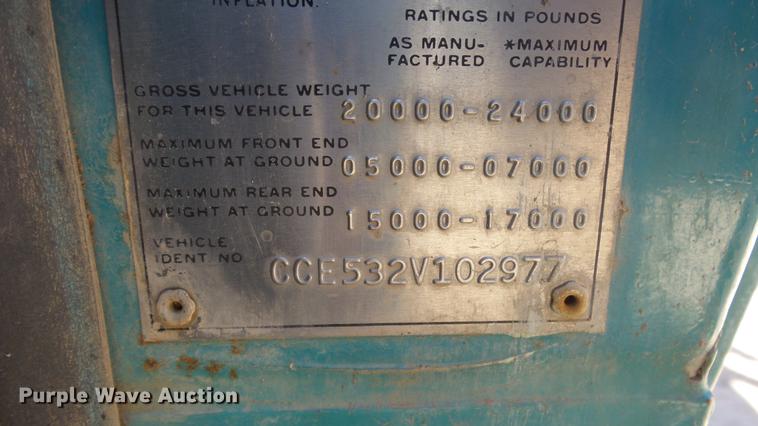 INFLATION.
RATINGS IN POUNDS
AS MANU- *MAXIMUM
FACTURED CAPABILITY
GROSS VEHICLE WEIGHT
FOR THIS VEHICLE 20000-24000
MAXIMUM FRONT END
WEIGHT AT GROUND 05000-07000
MAXIMUM REAR END
WEIGHT AT GROUND 15000-17000
VEHICLE
IDENT NO CCE532V102977
Purple Wave Auction